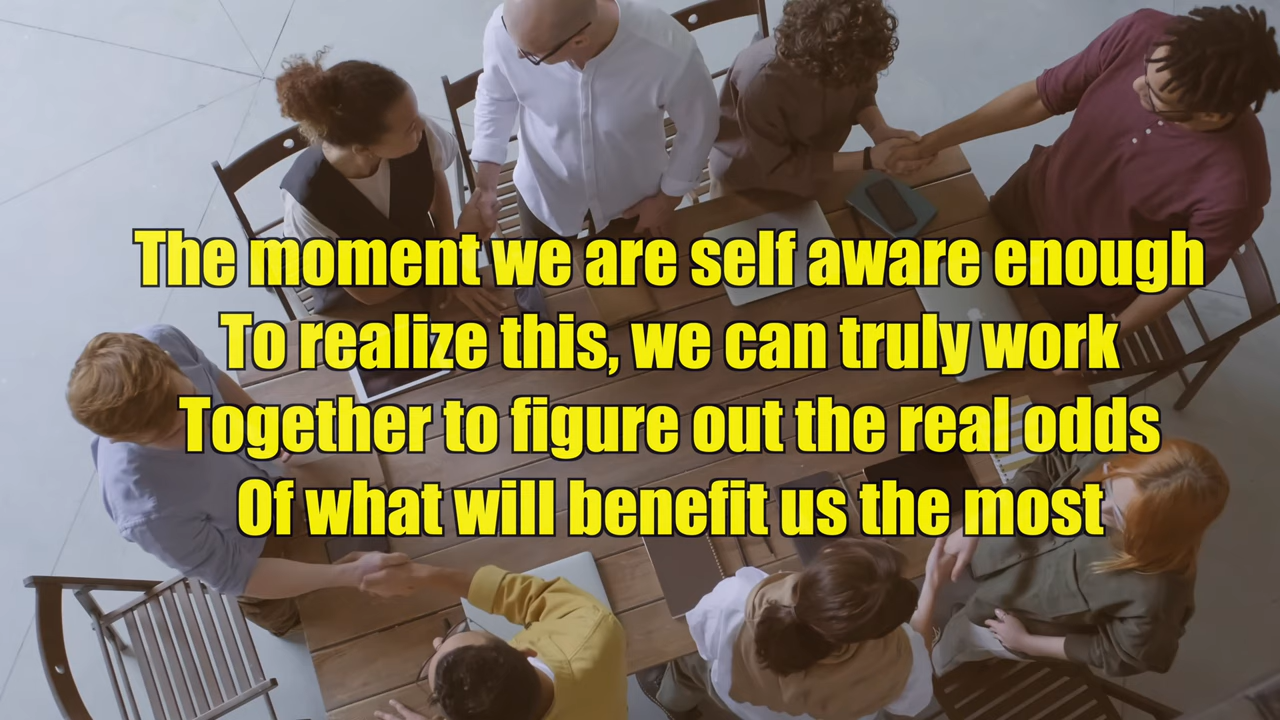 The moment we are self aware enough
To realize this, we can truly work
Together to figure out the real odds
Of what will benefit us the most